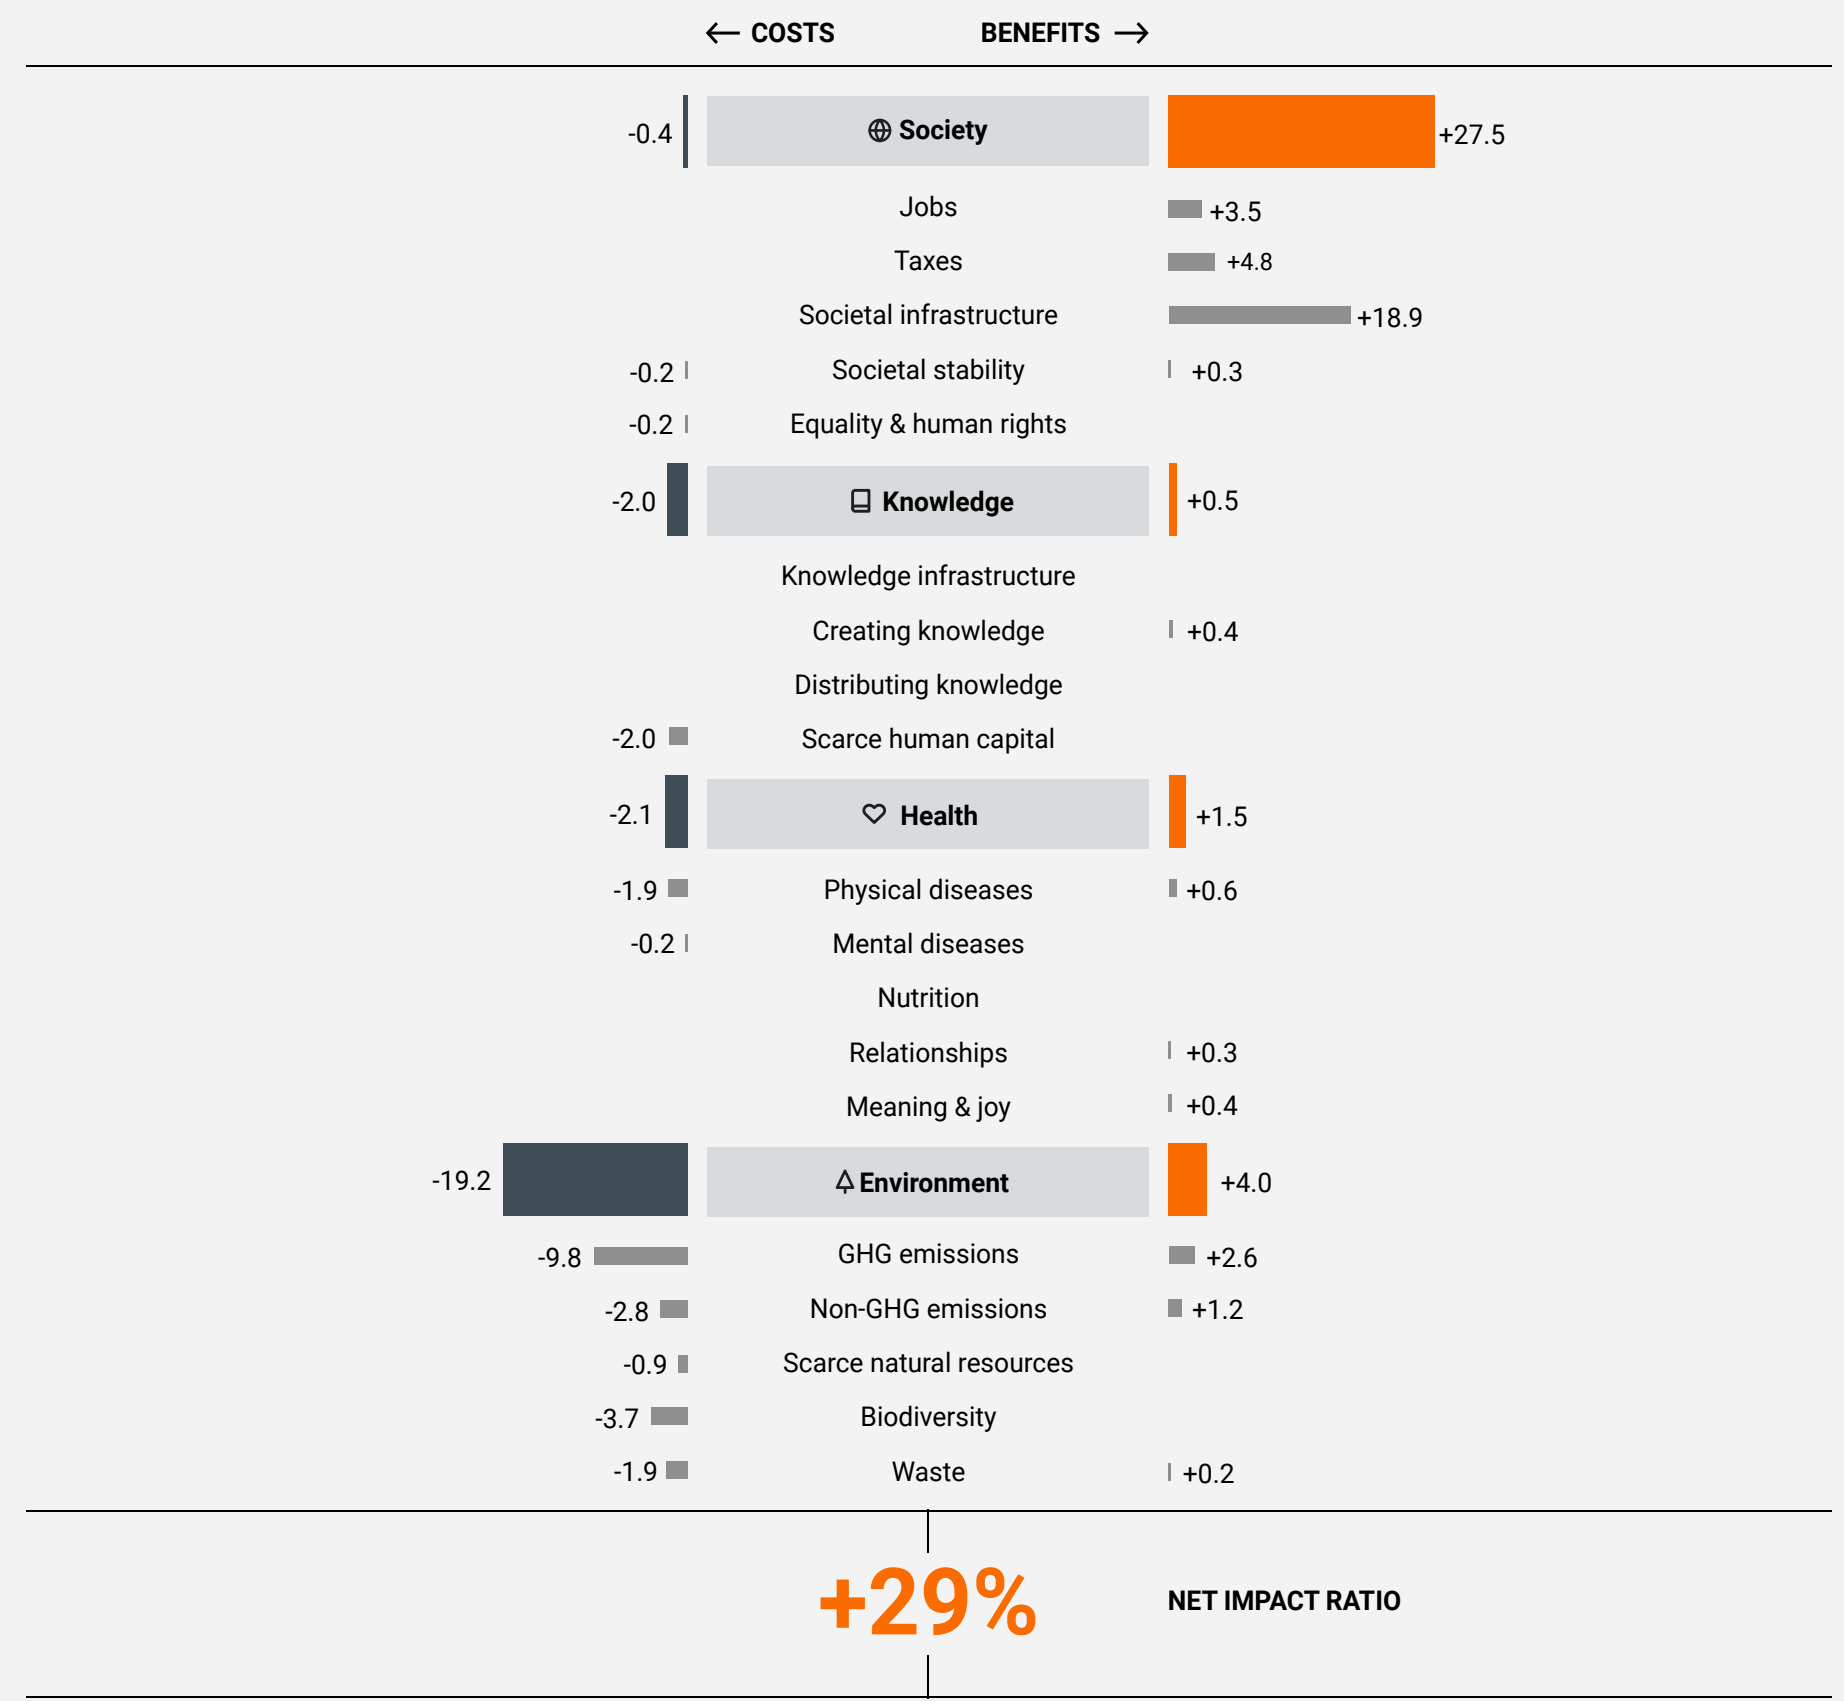 ← COSTS BENEFITS →
-0.4 Society +27.5
Jobs +3.5
Taxes +4.8
Societal infrastructure +18.9
-0.2 Societal stability +0.3
-0.2 Equality & human rights
-2.0 Knowledge +0.5
Knowledge infrastructure
Creating knowledge +0.4
Distributing knowledge
-2.0 Scarce human capital
-2.1 Health +1.5
-1.9 Physical diseases +0.6
-0.2 Mental diseases
Nutrition
Relationships +0.3
Meaning & joy +0.4
-19.2 Environment +4.0
-9.8 GHG emissions +2.6
-2.8 Non-GHG emissions +1.2
-0.9 Scarce natural resources
-3.7 Biodiversity
-1.9 Waste +0.2
+29% NET IMPACT RATIO